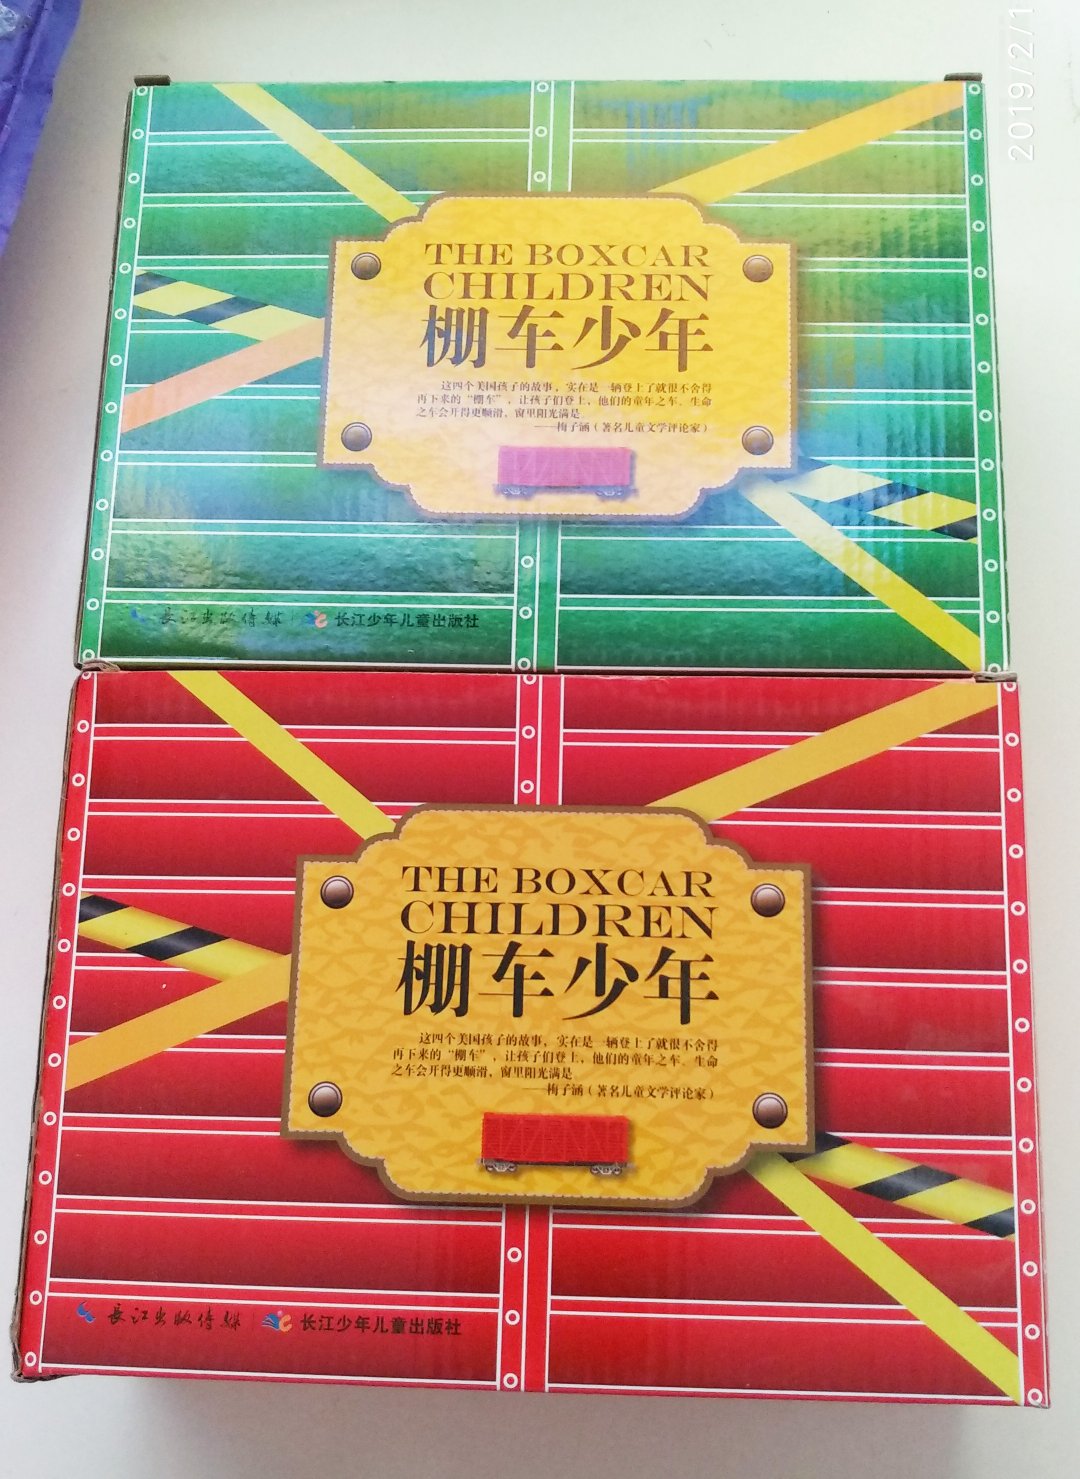 2019/2/1
THE BOXCAR
CHILDREN
棚车少年
这四个美国孩子的故事，实在是一辆登上了就很不舍得
再下来的“棚车”，让孩子们登上，他们的童年之车、生命
之车会开得更顺滑，窗里阳光满是。
——梅子涵（著名儿童文学评论家）
長江出版传媒 | 长江少年儿童出版社
THE BOXCAR
CHILDREN
棚车少年
这四个美国孩子的故事，实在是一辆登上了就很不舍得
再下来的“棚车”，让孩子们登上，他们的童年之车、生命
之车会开得更顺滑，窗里阳光满是。
——梅子涵（著名儿童文学评论家）
長江出版传媒 | 长江少年儿童出版社